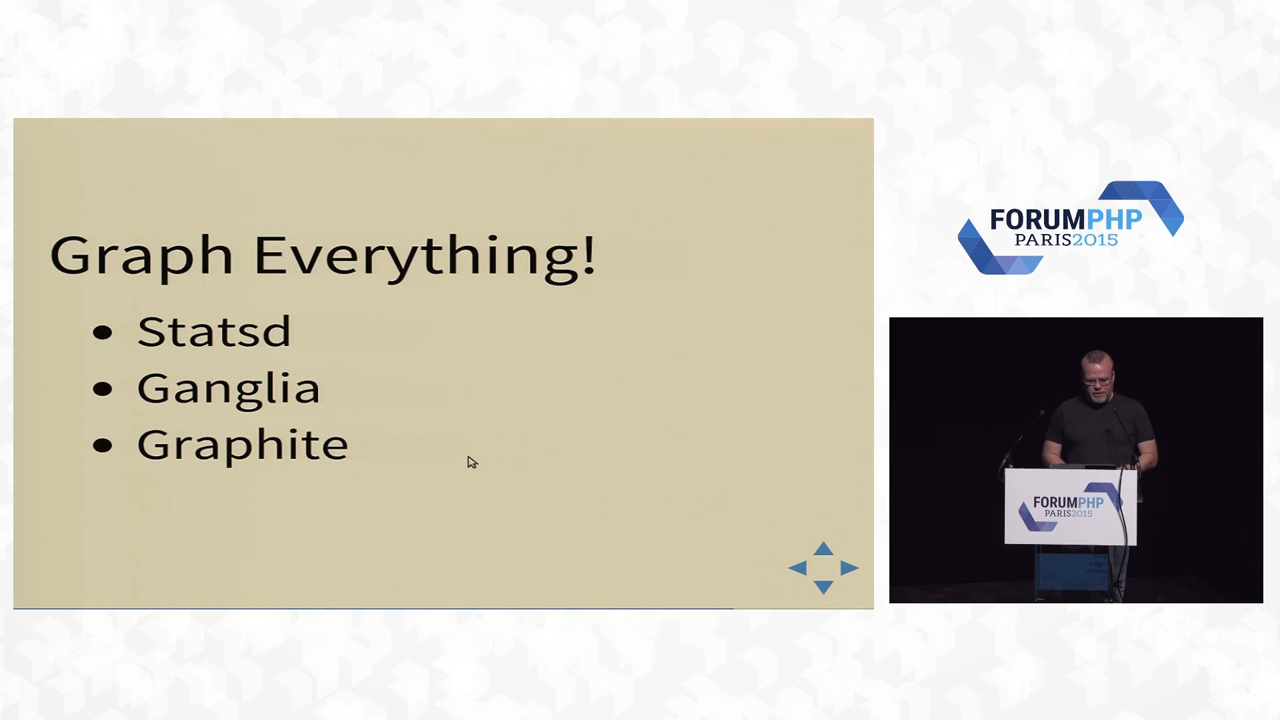 Graph Everything!
• Statsd
• Ganglia
• Graphite
FORUMPHP
PARIS2015
FORUMPHP
PARIS2015